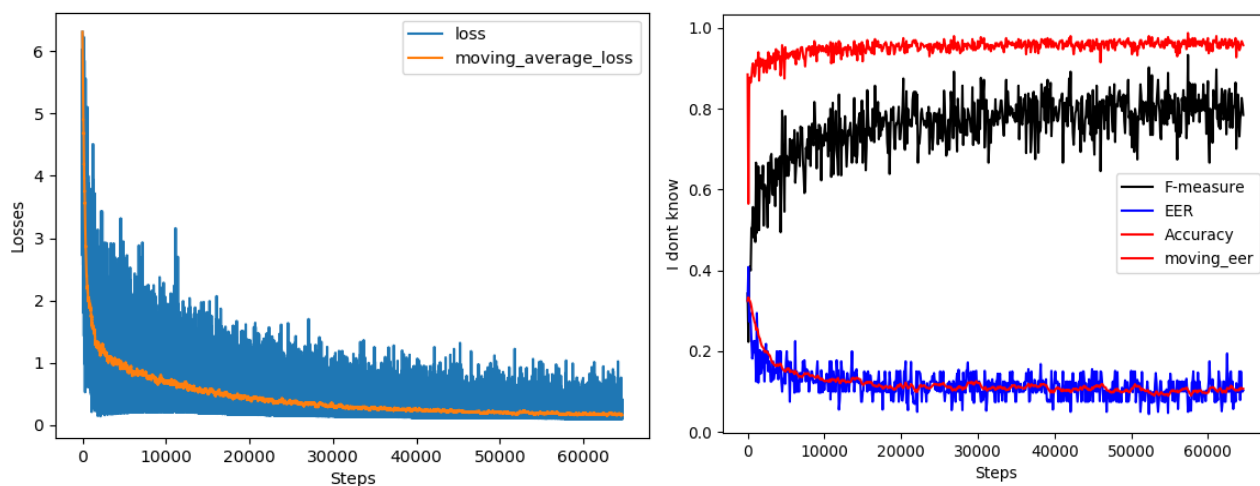 loss
moving_average_loss
6
5
4
3
2
1
0
Losses
0
10000
20000
30000
40000
50000
60000
Steps
1.0
0.8
0.6
0.4
0.2
0.0
I dont know
F-measure
EER
Accuracy
moving_eer
0
10000
20000
30000
40000
50000
60000
Steps